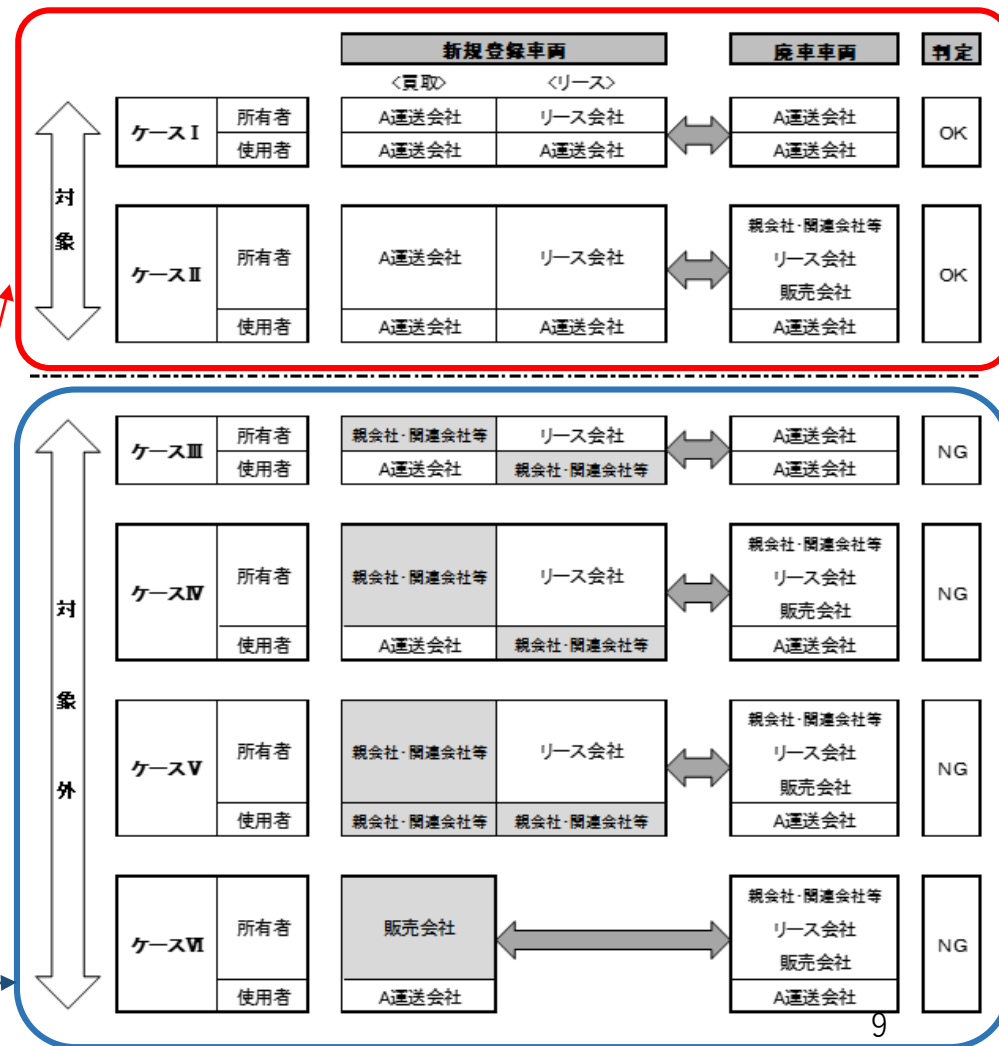 新規登録車両 廃車車両 判定
<買取> <リース>
ケースⅠ 所有者 A運送会社 リース会社 A運送会社 OK
使用者 A運送会社 A運送会社 A運送会社
対象
ケースⅡ 所有者 A運送会社 リース会社 親会社・関連会社等 OK
リース会社
販売会社
使用者 A運送会社 A運送会社 A運送会社
ケースⅢ 所有者 親会社・関連会社等 リース会社 A運送会社 NG
使用者 A運送会社 親会社・関連会社等 A運送会社
対象外
ケースⅣ 所有者 親会社・関連会社等 リース会社 親会社・関連会社等 NG
リース会社
販売会社
使用者 A運送会社 親会社・関連会社等 A運送会社
ケースⅤ 所有者 親会社・関連会社等 リース会社 親会社・関連会社等 NG
リース会社
販売会社
使用者 親会社・関連会社等 親会社・関連会社等 A運送会社
ケースⅥ 所有者 販売会社 親会社・関連会社等 NG
リース会社
販売会社
使用者 A運送会社 A運送会社
9